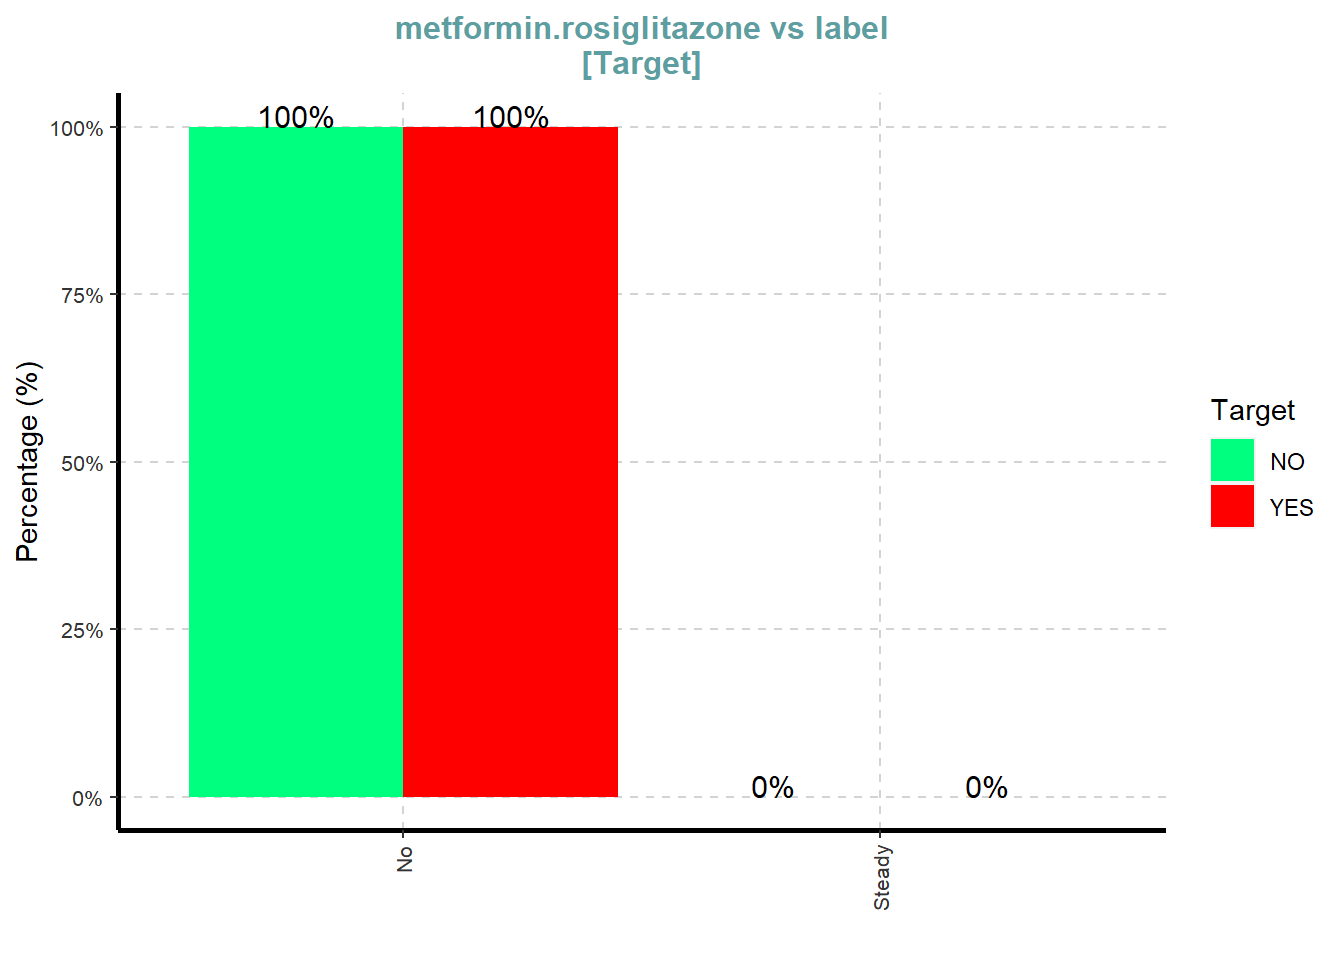 metformin.rosiglitazone vs label
[Target]
100%
100%
100%
75%
50%
25%
0%
0%
0%
Percentage (%)
No
Steady
Target
NO
YES